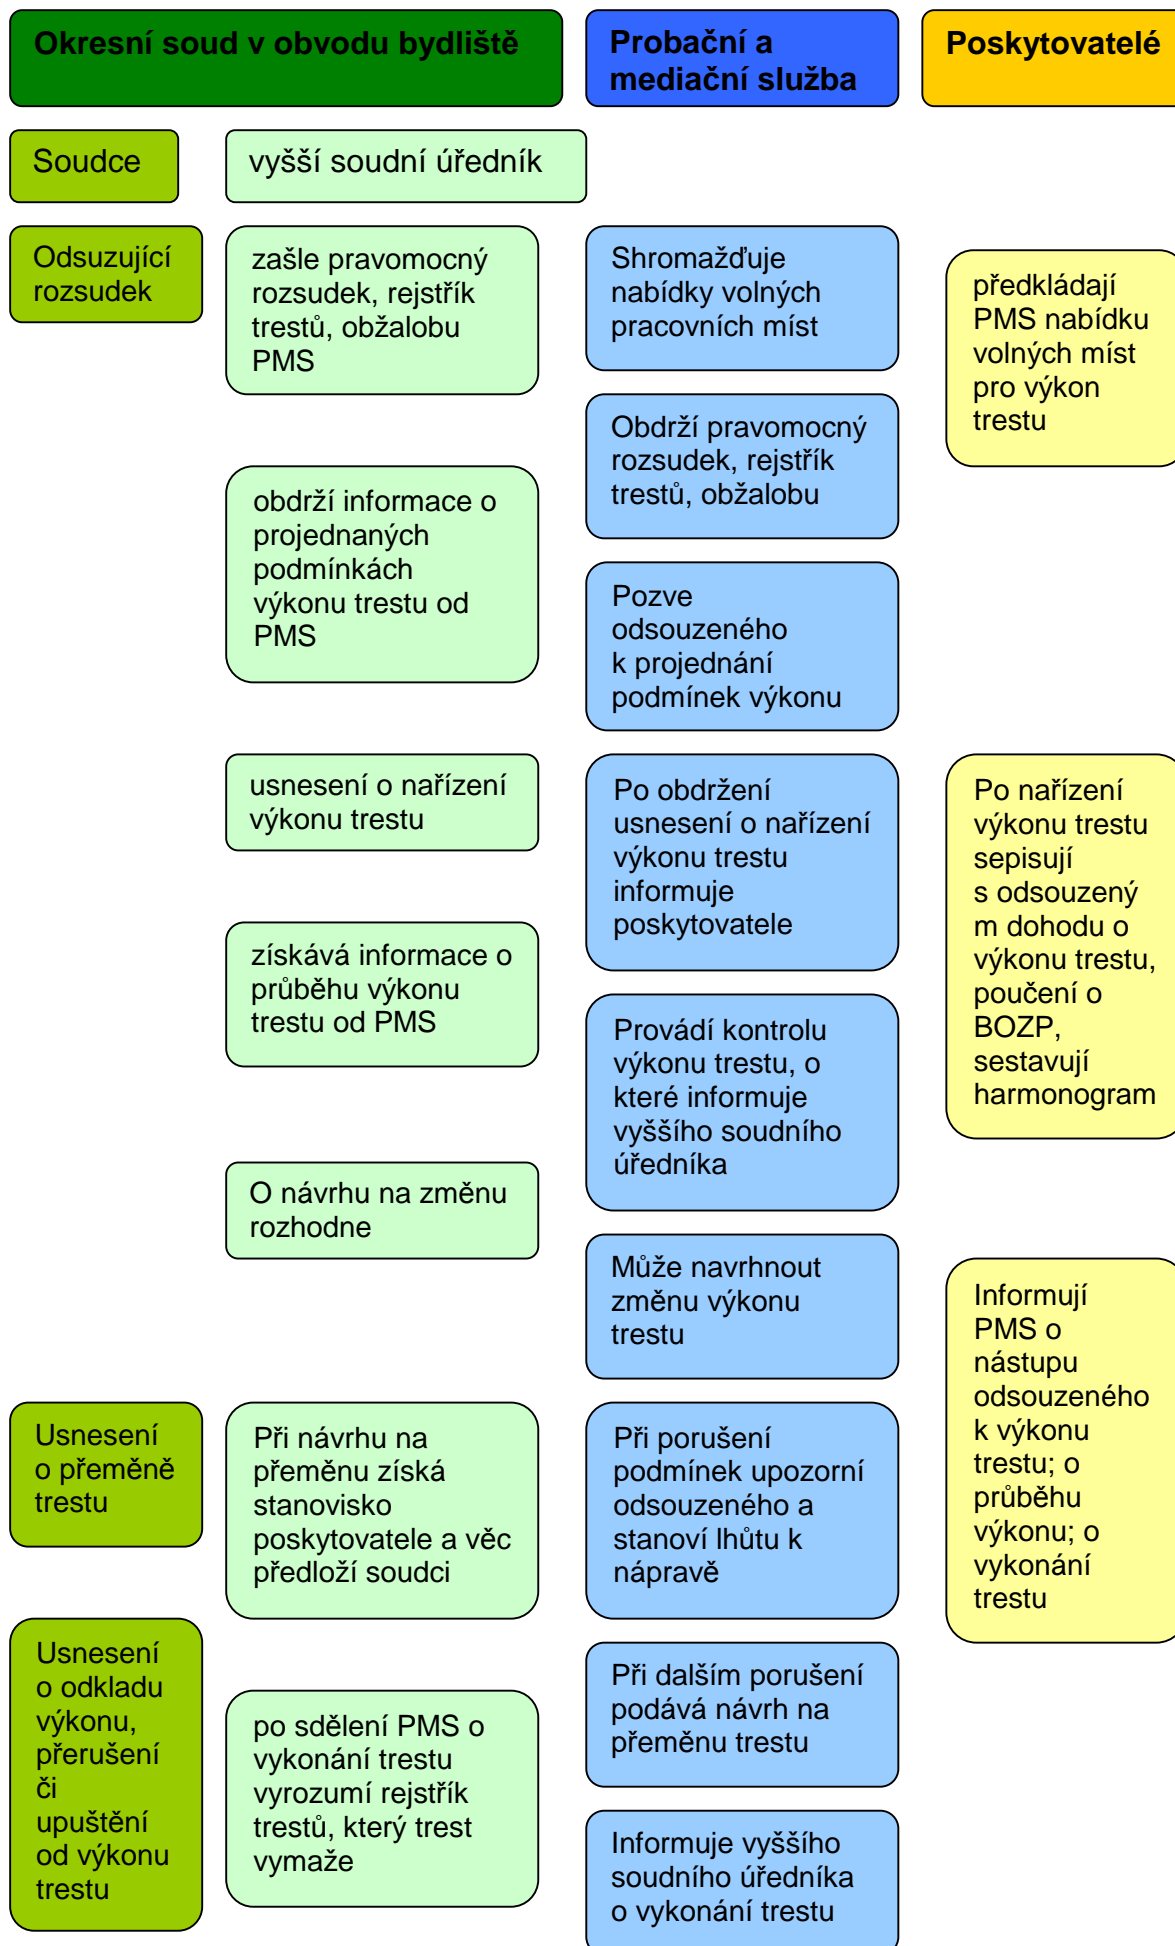 Okresní soud v obvodu bydliště
Probační a
mediační služba
Poskytovatelé
Soudce
vyšší soudní úředník
Odsuzující
rozsudek
zašle pravomocný
rozsudek, rejstřík
trestů, obžalobu
PMS
Shromažďuje
nabídky volných
pracovních míst
předkládají
PMS nabídku
volných míst
pro výkon
trestu
Obdrží pravomocný
rozsudek, rejstřík
trestů, obžalobu
obdrží informace o
projednaných
podmínkách
výkonu trestu od
PMS
Pozve
odsouzeného
k projednání
podmínek výkonu
usnesení o nařízení
výkonu trestu
Po obdržení
usnesení o nařízení
výkonu trestu
informuje
poskytovatele
Po nařízení
výkonu trestu
sepisují
s odsouzený
m dohodu o
výkonu trestu,
poučení o
BOZP,
sestavují
harmonogram
získává informace o
průběhu výkonu
trestu od PMS
Provádí kontrolu
výkonu trestu, o
které informuje
vyššího soudního
úředníka
O návrhu na změnu
rozhodne
Může navrhnout
změnu výkonu
trestu
Informují
PMS o
nástupu
odsouzeného
k výkonu
trestu; o
průběhu
výkonu; o
vykonání
trestu
Usnesení
o přeměně
trestu
Při návrhu na
přeměnu získá
stanovisko
poskytovatele a věc
předloží soudci
Při porušení
podmínek upozorní
odsouzeného a
stanoví lhůtu k
nápravě
Usnesení
o odkladu
výkonu,
přerušení
či
upuštění
od výkonu
trestu
po sdělení PMS o
vykonání trestu
vyrozumí rejstřík
trestů, který trest
vymaže
Při dalším porušení
podává návrh na
přeměnu trestu
Informuje vyššího
soudního úředníka
o vykonání trestu